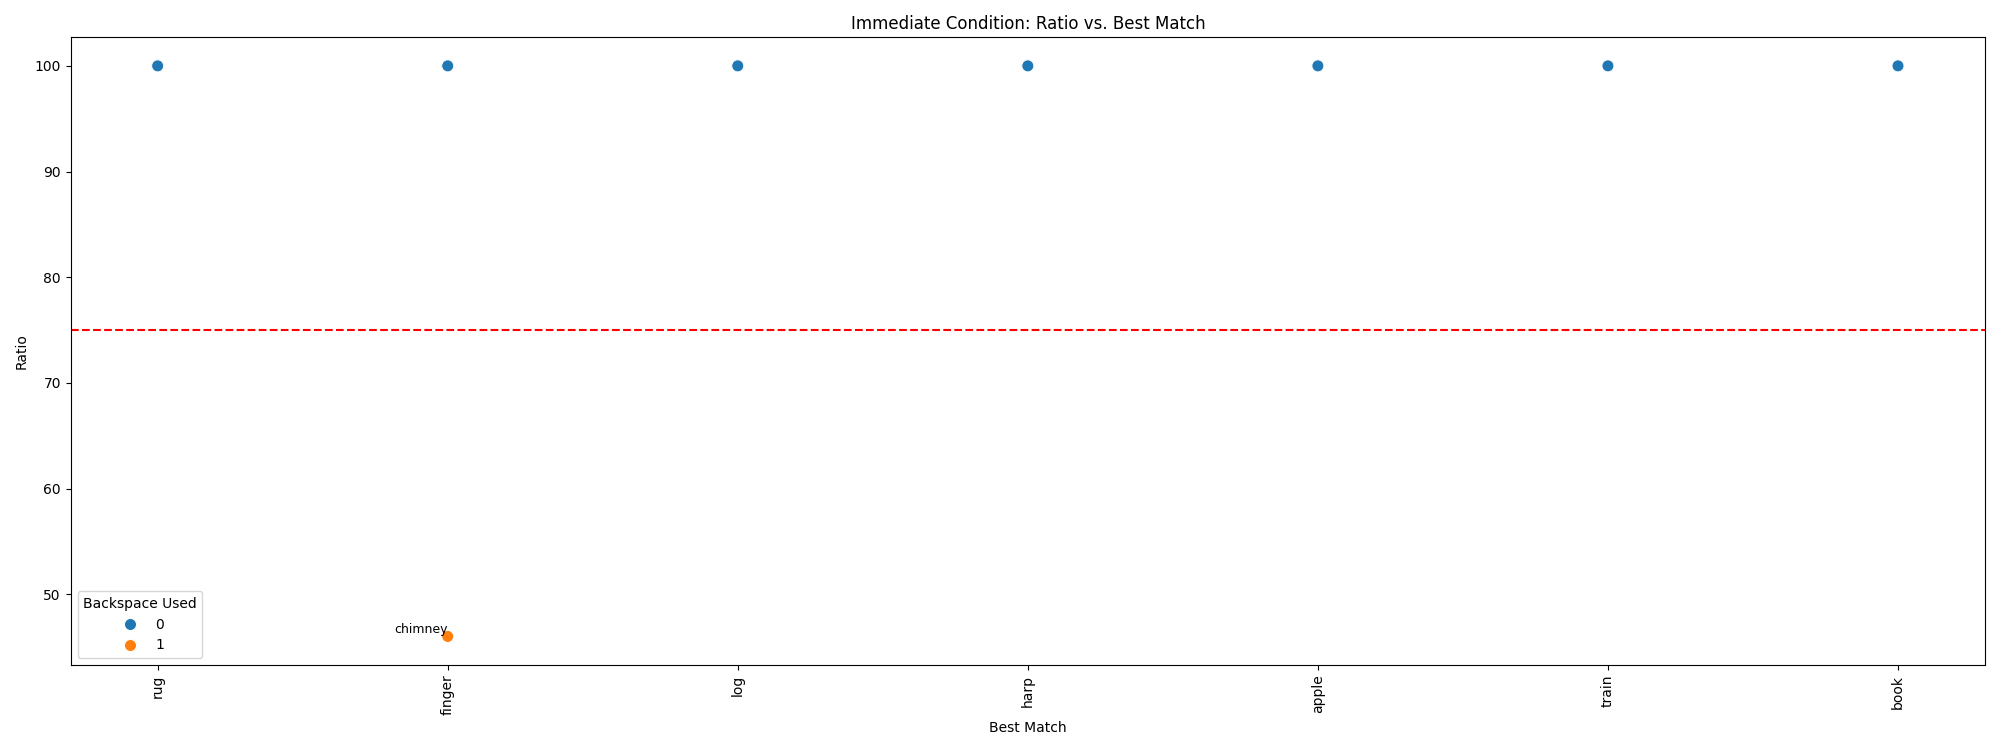 Immediate Condition: Ratio vs. Best Match
100
90
80
70
60
50
Ratio
chimney
Backspace Used
0
1
rug
finger
log
harp
apple
train
book
Best Match